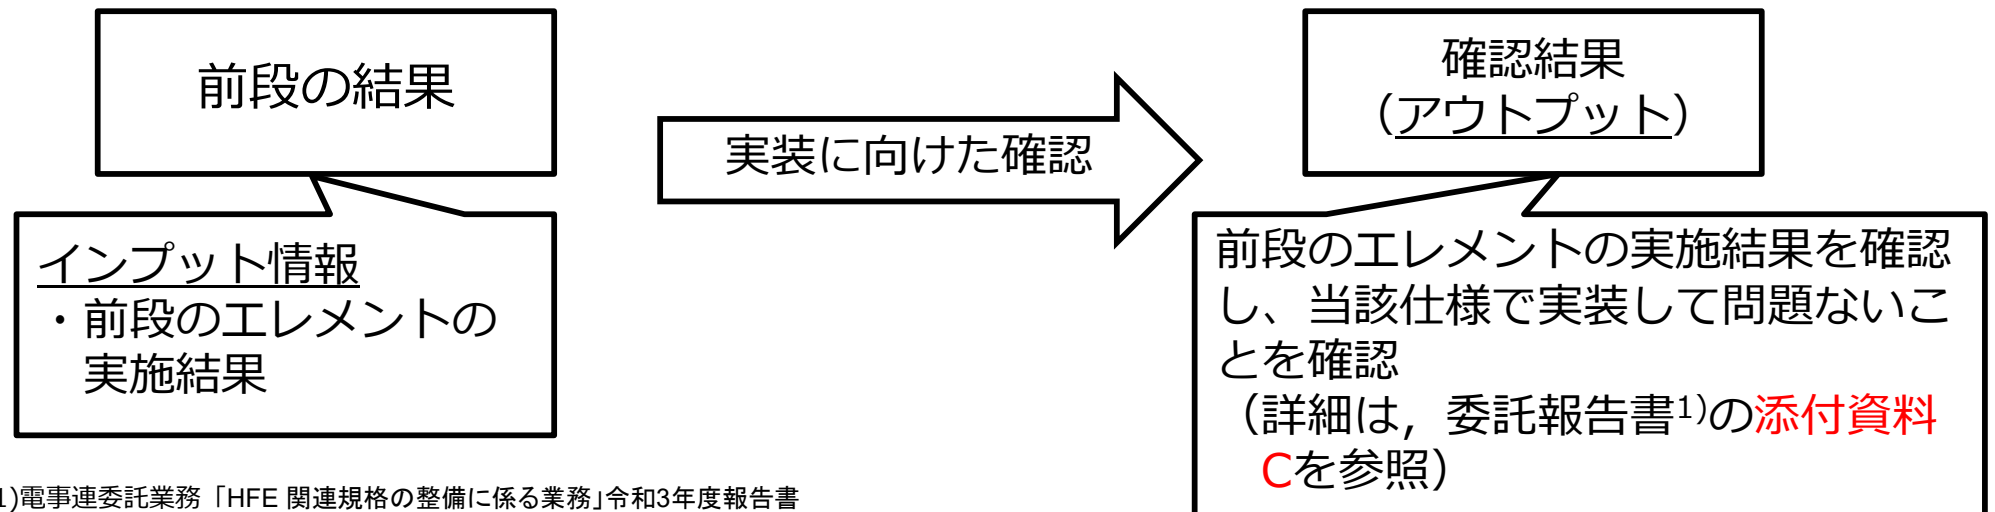 前段の結果
実装に向けた確認
確認結果
（アウトプット）
インプット情報
・前段のエレメントの
実施結果
前段のエレメントの実施結果を確認
し、当該仕様で実装して問題ないこ
とを確認
（詳細は，委託報告書1)の添付資料
Cを参照）
1)電事連委託業務「HFE 関連規格の整備に係る業務」令和3年度報告書